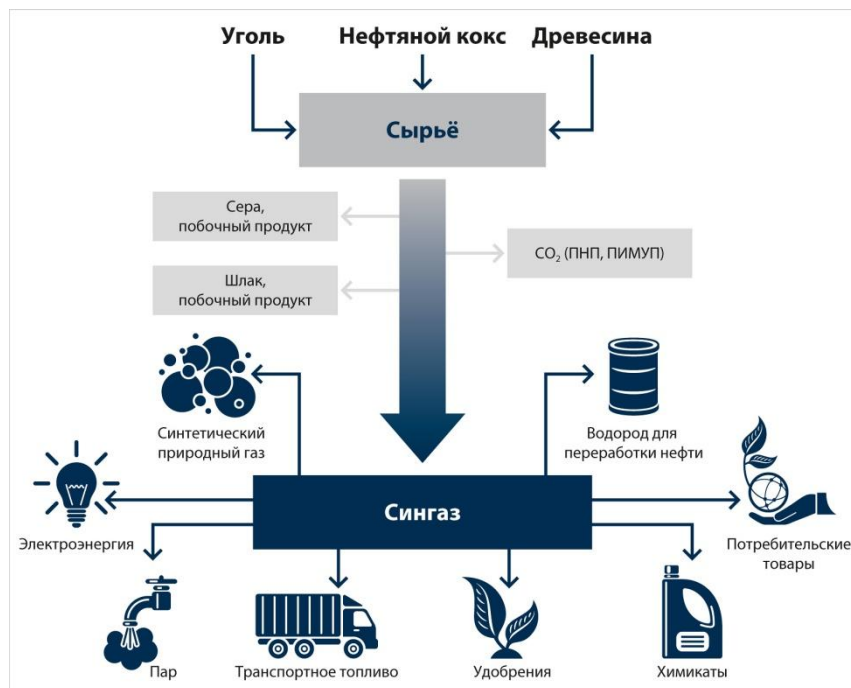 Уголь
Нефтяной кокс
Древесина
Сырьё
Сера,
побочный продукт
CO₂ (ПНП, ПИМУП)
Шлак,
побочный продукт
Синтетический
природный газ
Водород для
переработки нефти
Сингаз
Электроэнергия
Потребительские
товары
Пар
Транспортное топливо
Удобрения
Химикаты